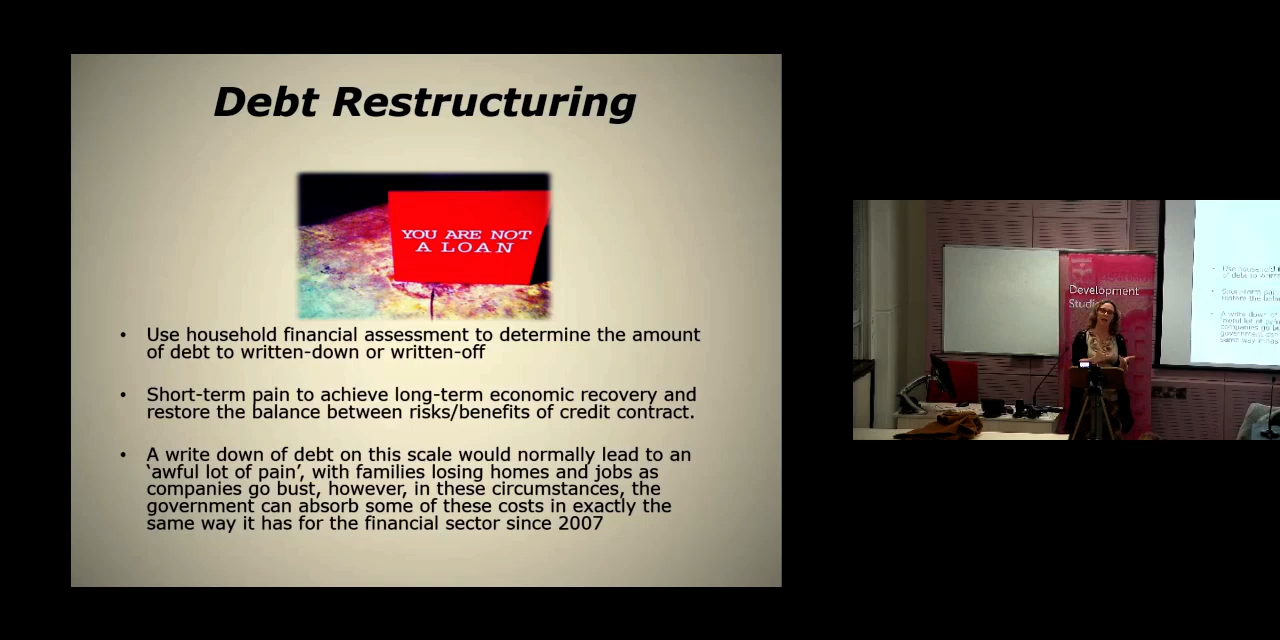 Debt Restructuring
YOU ARE NOT
A LOAN
• Use household financial assessment to determine the amount
of debt to written-down or written-off
• Short-term pain to achieve long-term economic recovery and
restore the balance between risks/benefits of credit contract.
• A write down of debt on this scale would normally lead to an
‘awful lot of pain’, with families losing homes and jobs as
companies go bust, however, in these circumstances, the
government can absorb some of these costs in exactly the
same way it has for the financial sector since 2007
Development
Studies